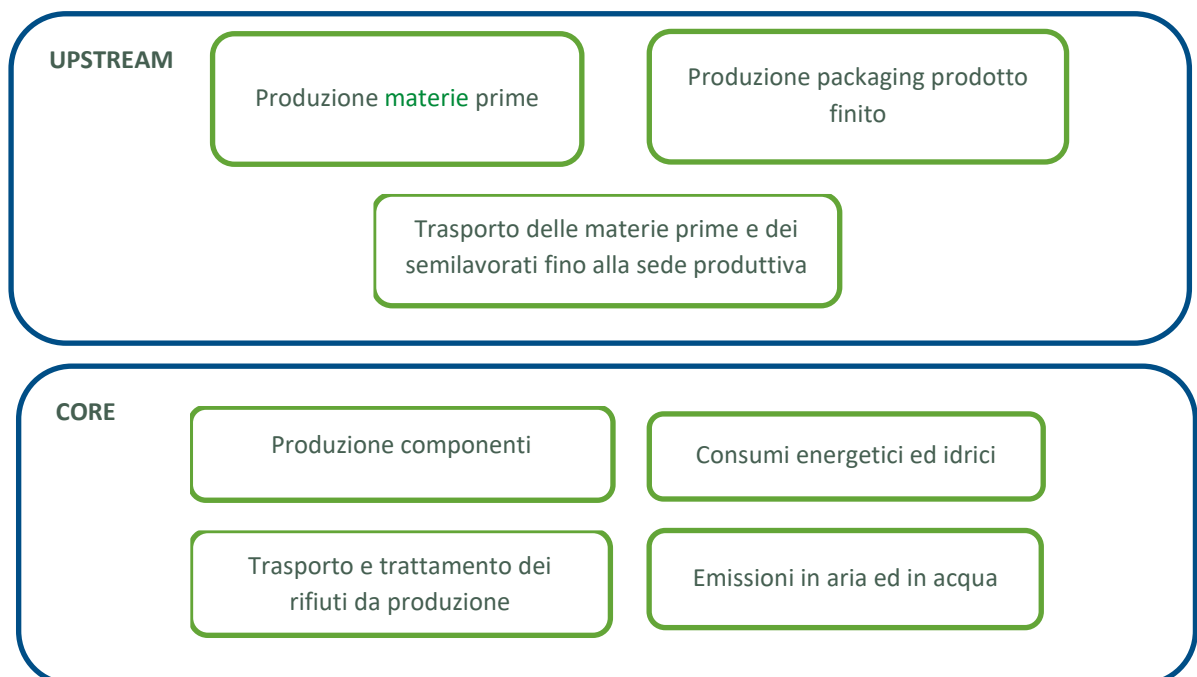 UPSTREAM
Produzione materie prime
Produzione packaging prodotto
finito
Trasporto delle materie prime e dei
semilavorati fino alla sede produttiva
CORE
Produzione componenti
Consumi energetici ed idrici
Trasporto e trattamento dei
rifiuti da produzione
Emissioni in aria ed in acqua